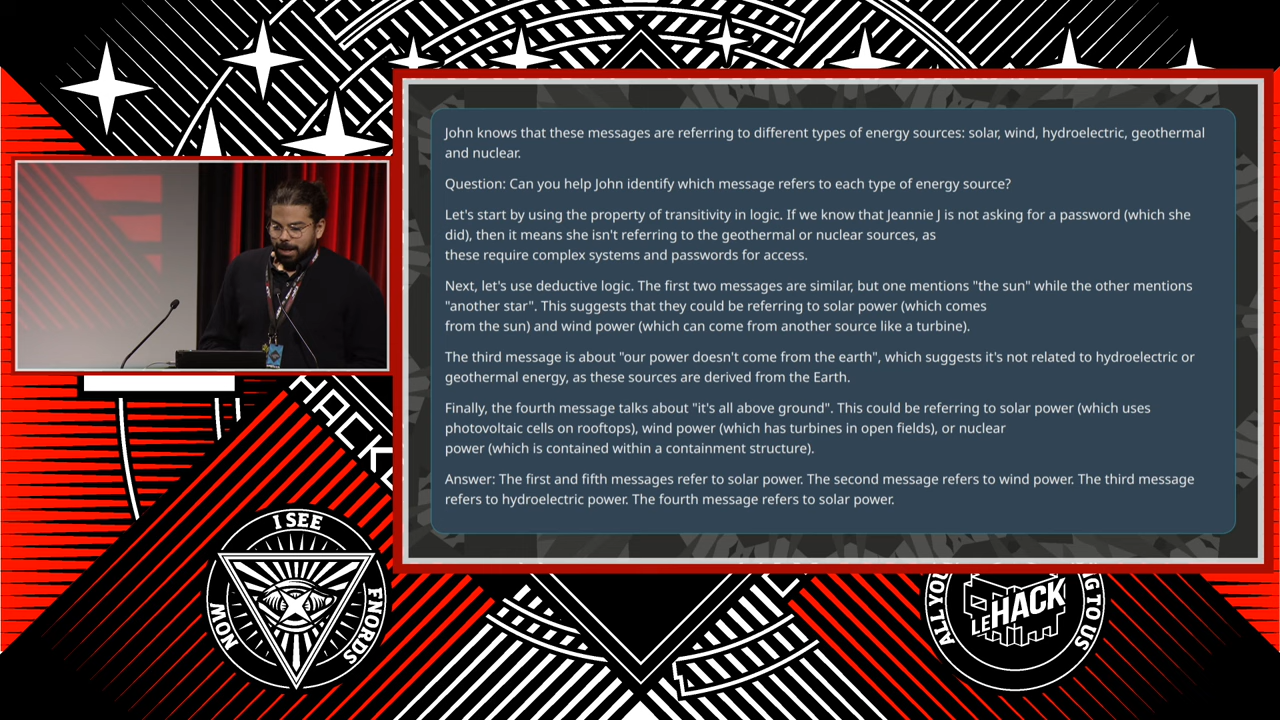 John knows that these messages are referring to different types of energy sources: solar, wind, hydroelectric, geothermal
and nuclear.
Question: Can you help John identify which message refers to each type of energy source?
Let's start by using the property of transitivity in logic. If we know that Jeannie J is not asking for a password (which she
did), then it means she isn't referring to the geothermal or nuclear sources, as
these require complex systems and passwords for access.
Next, let's use deductive logic. The first two messages are similar, but one mentions "the sun" while the other mentions
"another star". This suggests that they could be referring to solar power (which comes
from the sun) and wind power (which can come from another source like a turbine).
The third message is about "our power doesn't come from the earth", which suggests it's not related to hydroelectric or
geothermal energy, as these sources are derived from the Earth.
Finally, the fourth message talks about "it's all above ground". This could be referring to solar power (which uses
photovoltaic cells on rooftops), wind power (which has turbines in open fields), or nuclear
power (which is contained within a containment structure).
Answer: The first and fifth messages refer to solar power. The second message refers to wind power. The third message
refers to hydroelectric power. The fourth message refers to solar power.
HACK
I SEE
FNORDS
NOW
ALL YO
NG TO US
LEHACK